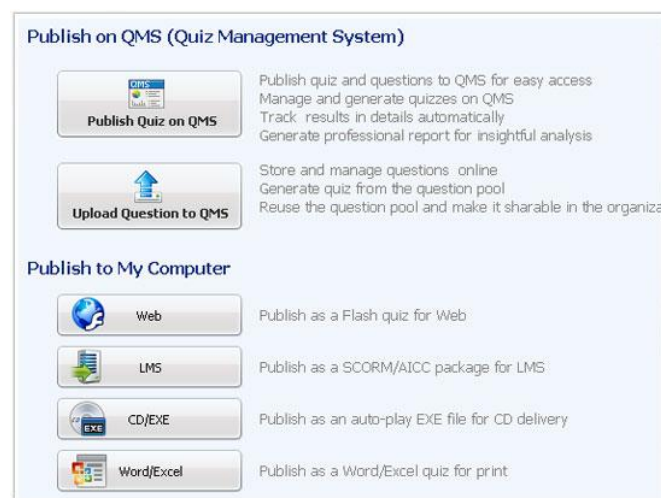 Publish on QMS (Quiz Management System)
QMS
Publish Quiz on QMS
Publish quiz and questions to QMS for easy access
Manage and generate quizzes on QMS
Track results in details automatically
Generate professional report for insightful analysis
Upload Question to QMS
Store and manage questions online
Generate quiz from the question pool
Reuse the question pool and make it sharable in the organiza
Publish to My Computer
Web
Publish as a Flash quiz for Web
LMS
Publish as a SCORM/AICC package for LMS
EXE
CD/EXE
Publish as an auto-play EXE file for CD delivery
Word/Excel
Publish as a Word/Excel quiz for print